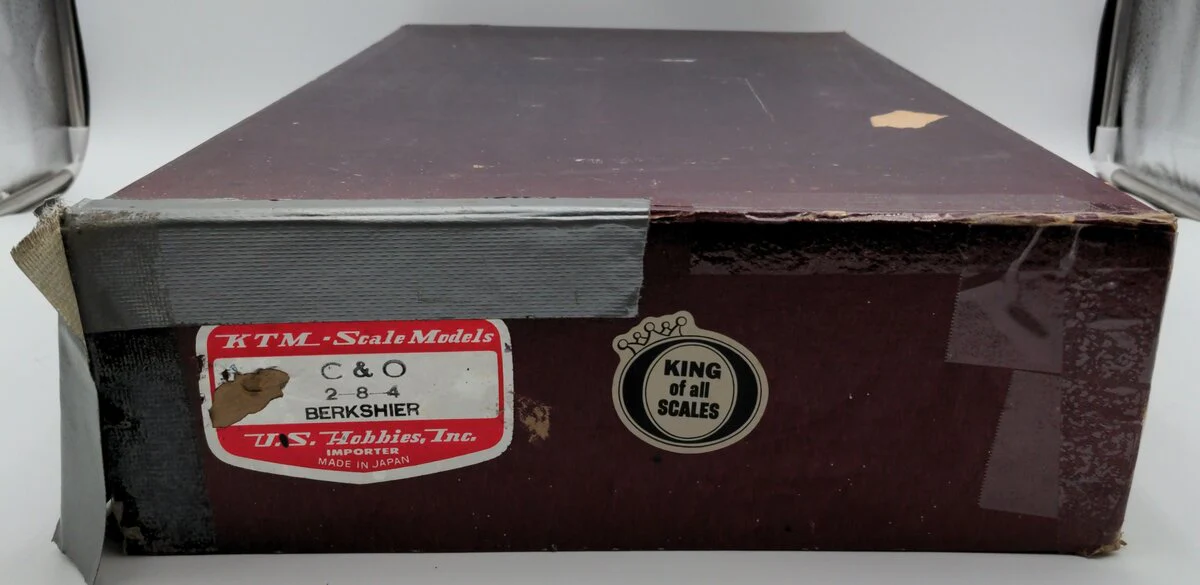 KTM - Scale Models
C & O
2-8-4
BERKSHIER
U.S. Hobbies, Inc.
IMPORTER
MADE IN JAPAN
KING
of all
SCALES